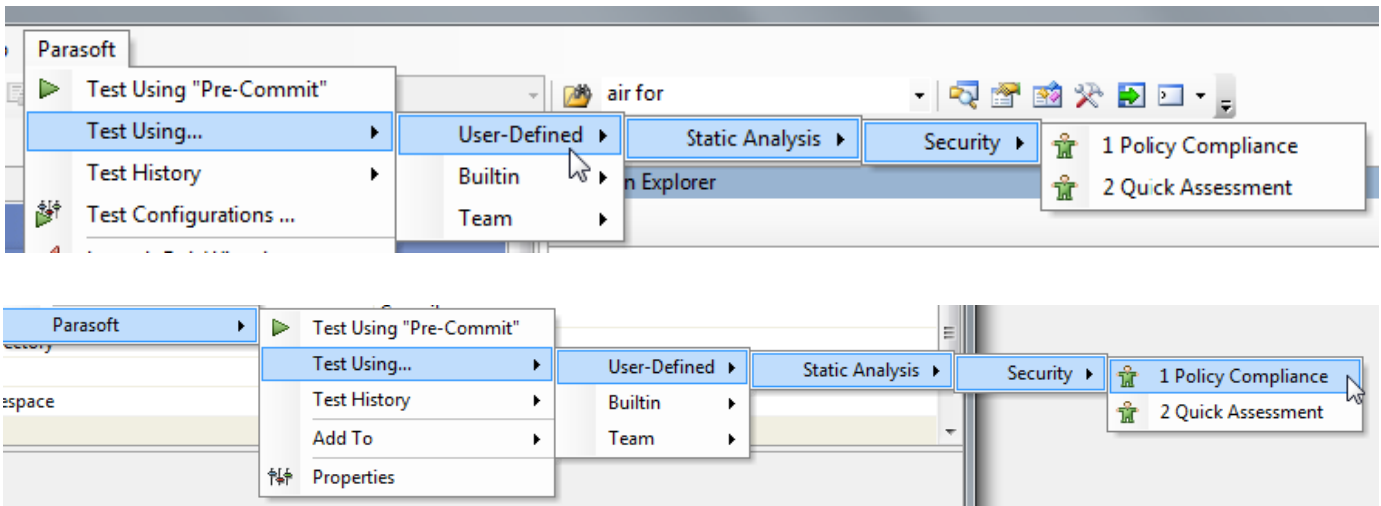 Parasoft
Test Using "Pre-Commit"
air for
Test Using...
User-Defined
Static Analysis
Security
1 Policy Compliance
Test History
Builtin
n Explorer
2 Quick Assessment
Test Configurations ...
Team
Parasoft
Test Using "Pre-Commit"
Test Using...
User-Defined
Static Analysis
Security
1 Policy Compliance
espace
Test History
Builtin
2 Quick Assessment
Add To
Team
Properties